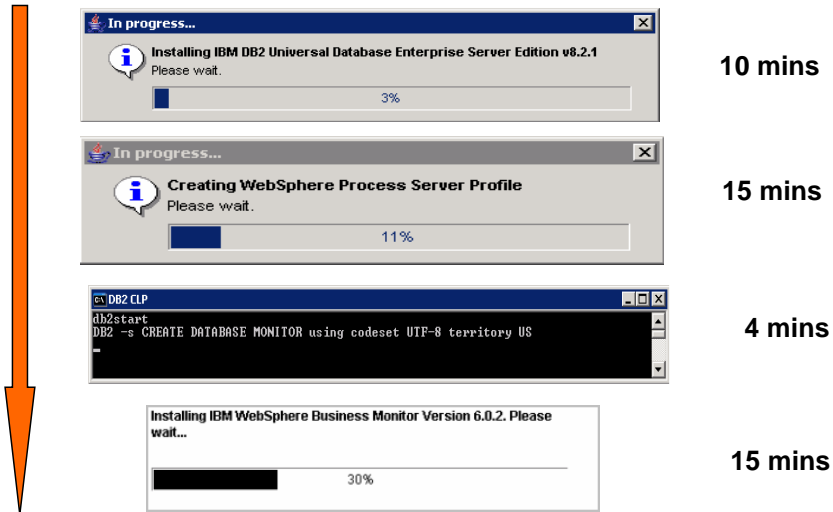 In progress...
Installing IBM DB2 Universal Database Enterprise Server Edition v8.2.1
Please wait.
3%
10 mins
In progress...
Creating WebSphere Process Server Profile
Please wait.
11%
15 mins
DB2 CLP
db2start
DB2 -s CREATE DATABASE MONITOR using codeset UTF-8 territory US
4 mins
Installing IBM WebSphere Business Monitor Version 6.0.2. Please
wait...
30%
15 mins